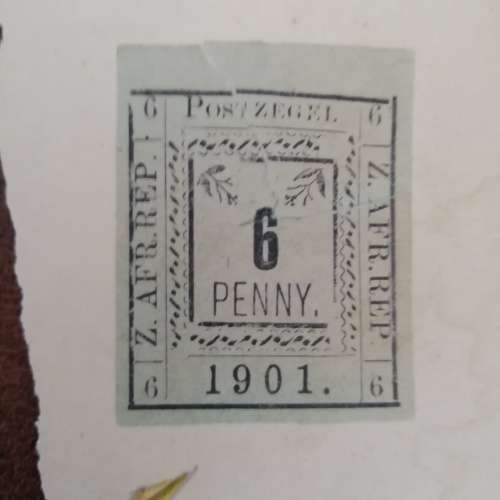 6 POSTZEGEL 6
Z. AFR. REP.
Z. AFR. REP.
6
PENNY.
6 1901. 6